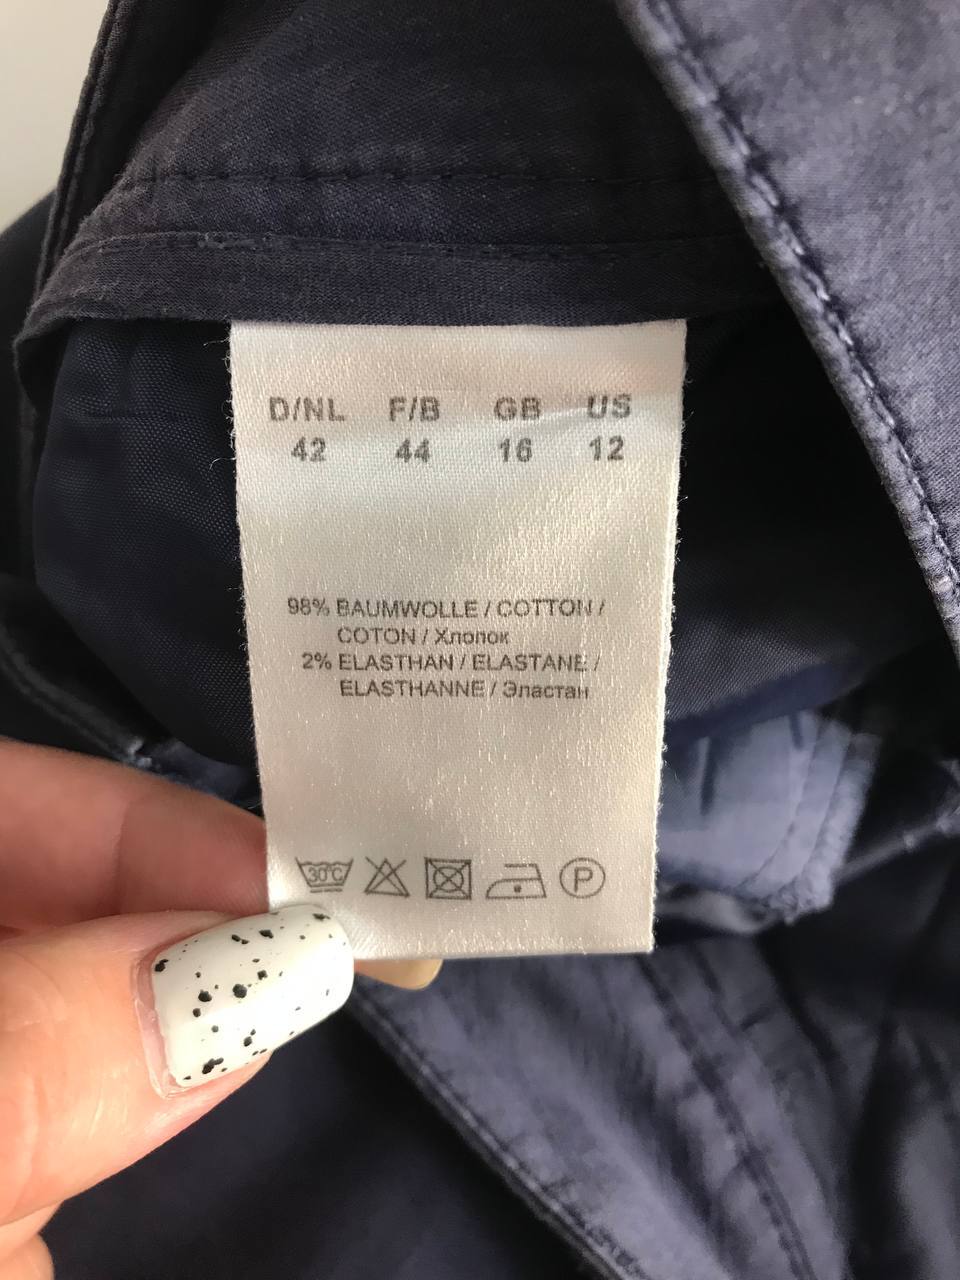 D/NL F/B GB US
42 44 16 12
98% BAUMWOLLE / COTTON /
COTON / Хлопок
2% ELASTHAN / ELASTANE /
ELASTHANNE / Эластан
30°C P